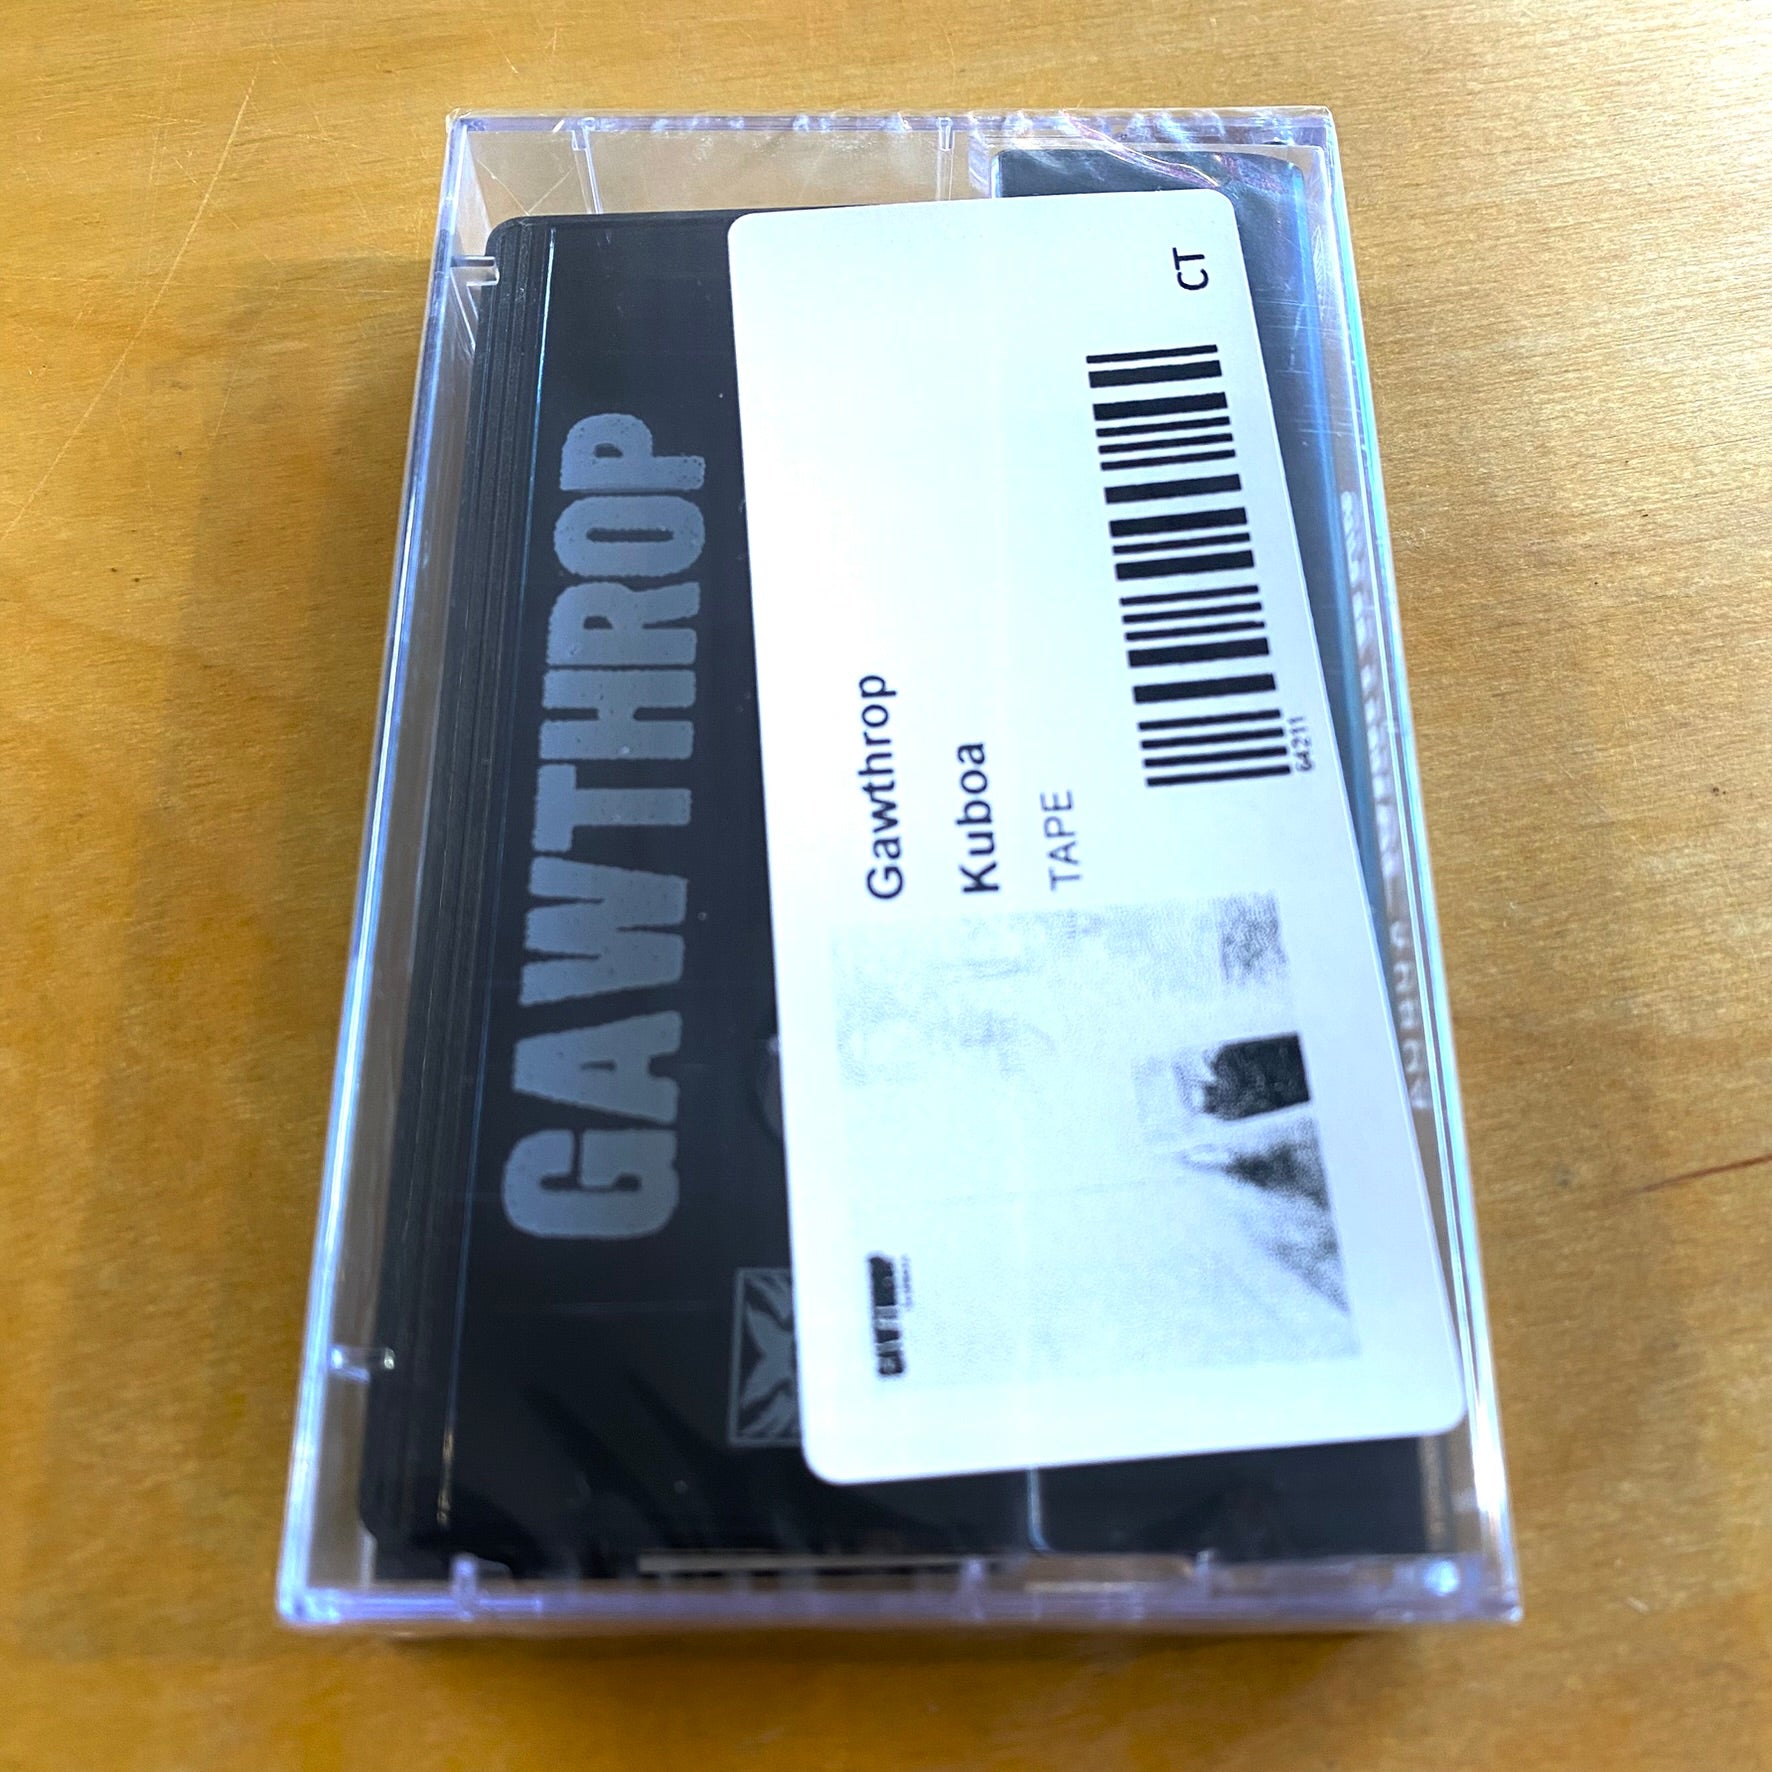 GAWTHROP
Gawthrop
Kuboa
TAPE
CT
64211